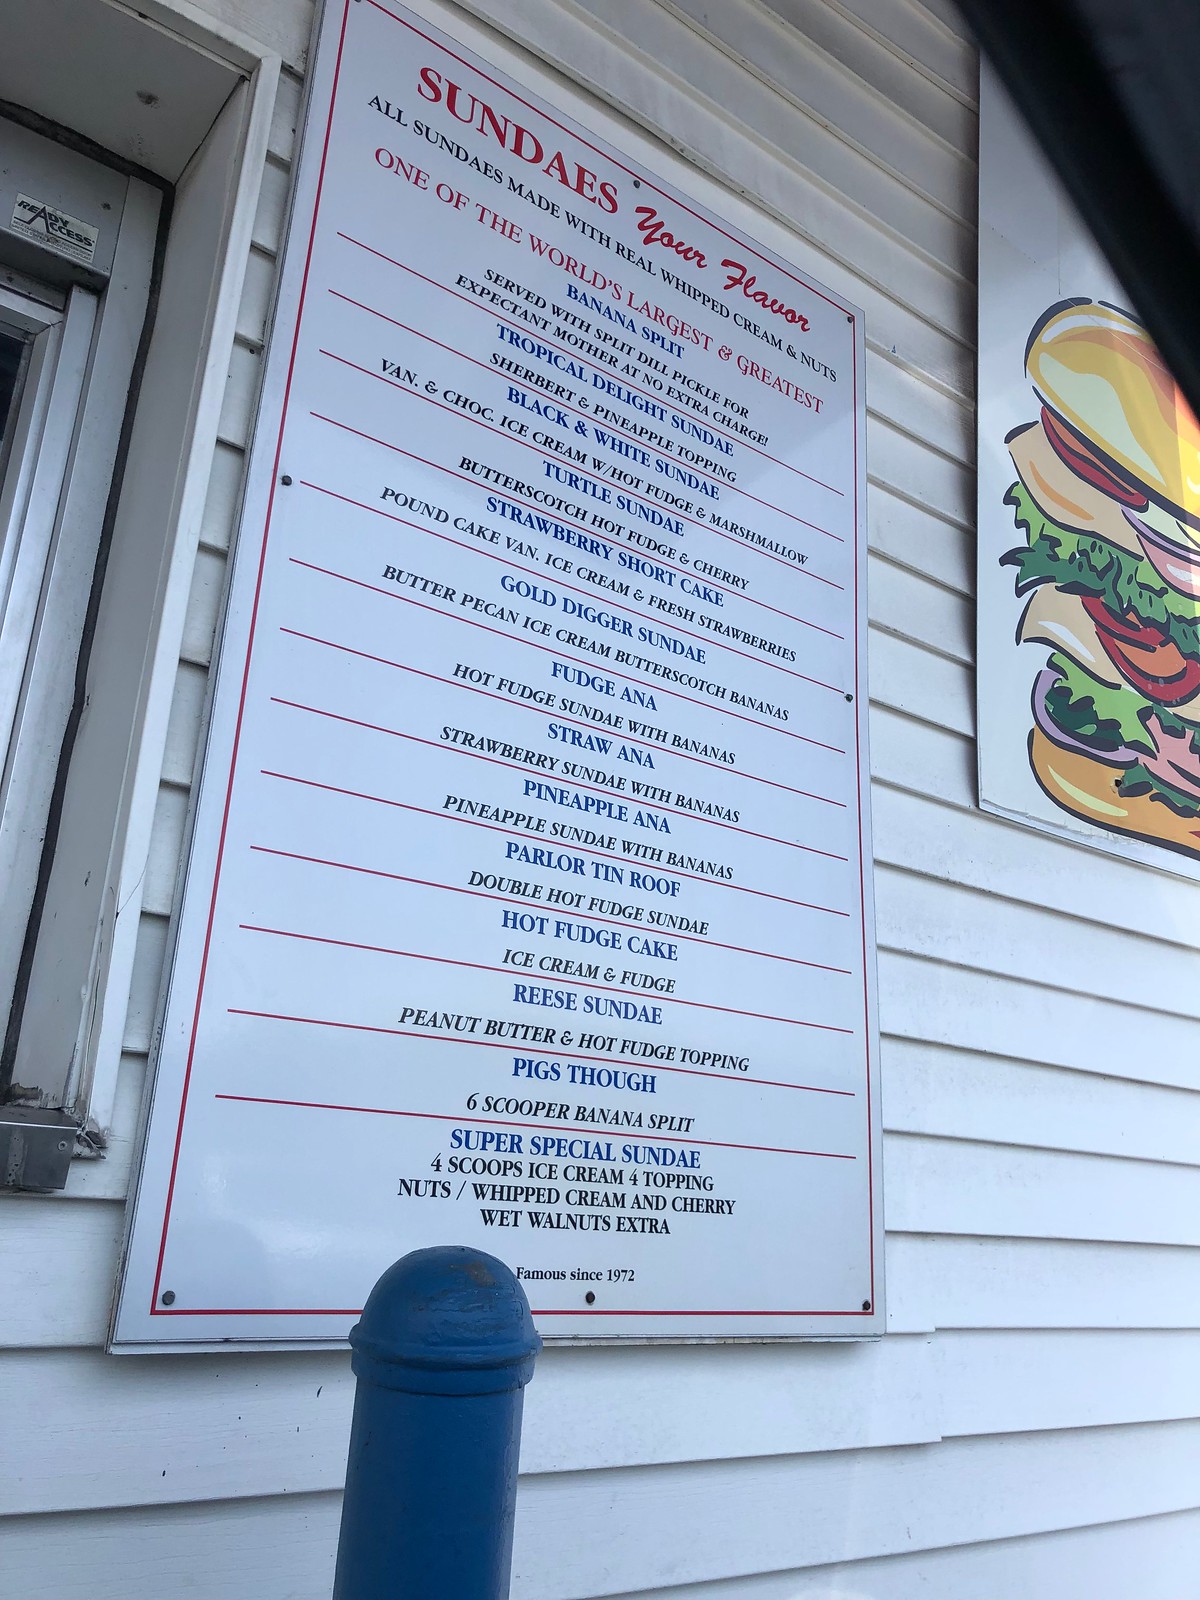 READY
ACCESS
SUNDAES Your Flavor
ALL SUNDAES MADE WITH REAL WHIPPED CREAM & NUTS
ONE OF THE WORLD'S LARGEST & GREATEST
BANANA SPLIT
SERVED WITH SPLIT DILL PICKLE FOR
EXPECTANT MOTHER AT NO EXTRA CHARGE!
TROPICAL DELIGHT SUNDAE
SHERBERT & PINEAPPLE TOPPING
BLACK & WHITE SUNDAE
VAN. & CHOC. ICE CREAM W/HOT FUDGE & MARSHMALLOW
TURTLE SUNDAE
BUTTERSCOTCH HOT FUDGE & CHERRY
STRAWBERRY SHORT CAKE
POUND CAKE VAN. ICE CREAM & FRESH STRAWBERRIES
GOLD DIGGER SUNDAE
BUTTER PECAN ICE CREAM BUTTERSCOTCH BANANAS
FUDGE ANA
HOT FUDGE SUNDAE WITH BANANAS
STRAW ANA
STRAWBERRY SUNDAE WITH BANANAS
PINEAPPLE ANA
PINEAPPLE SUNDAE WITH BANANAS
PARLOR TIN ROOF
DOUBLE HOT FUDGE SUNDAE
HOT FUDGE CAKE
ICE CREAM & FUDGE
REESE SUNDAE
PEANUT BUTTER & HOT FUDGE TOPPING
PIGS THOUGH
6 SCOOPER BANANA SPLIT
SUPER SPECIAL SUNDAE
4 SCOOPS ICE CREAM 4 TOPPING
NUTS / WHIPPED CREAM AND CHERRY
WET WALNUTS EXTRA
Famous since 1972